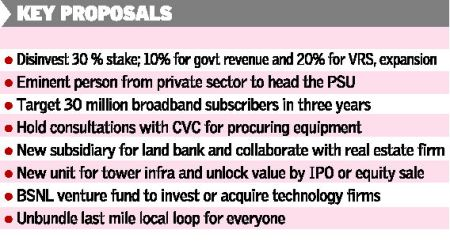 KEY PROPOSALS
Disinvest 30 % stake; 10% for govt revenue and 20% for VRS, expansion
Eminent person from private sector to head the PSU
Target 30 million broadband subscribers in three years
Hold consultations with CVC for procuring equipment
New subsidiary for land bank and collaborate with real estate firm
New unit for tower infra and unlock value by IPO or equity sale
BSNL venture fund to invest or acquire technology firms
Unbundle last mile local loop for everyone